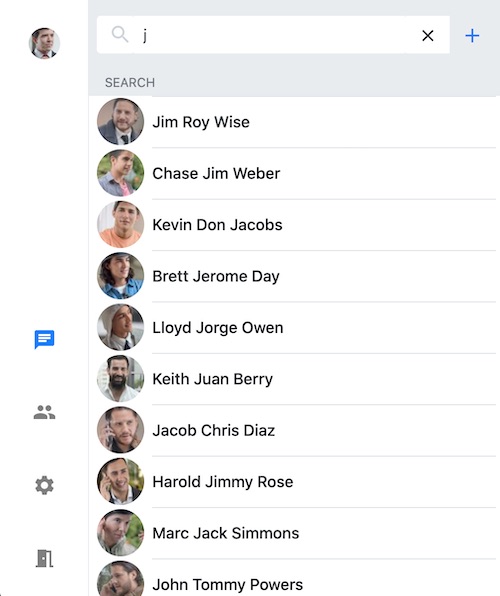 j
SEARCH
Jim Roy Wise
Chase Jim Weber
Kevin Don Jacobs
Brett Jerome Day
Lloyd Jorge Owen
Keith Juan Berry
Jacob Chris Diaz
Harold Jimmy Rose
Marc Jack Simmons
John Tommy Powers